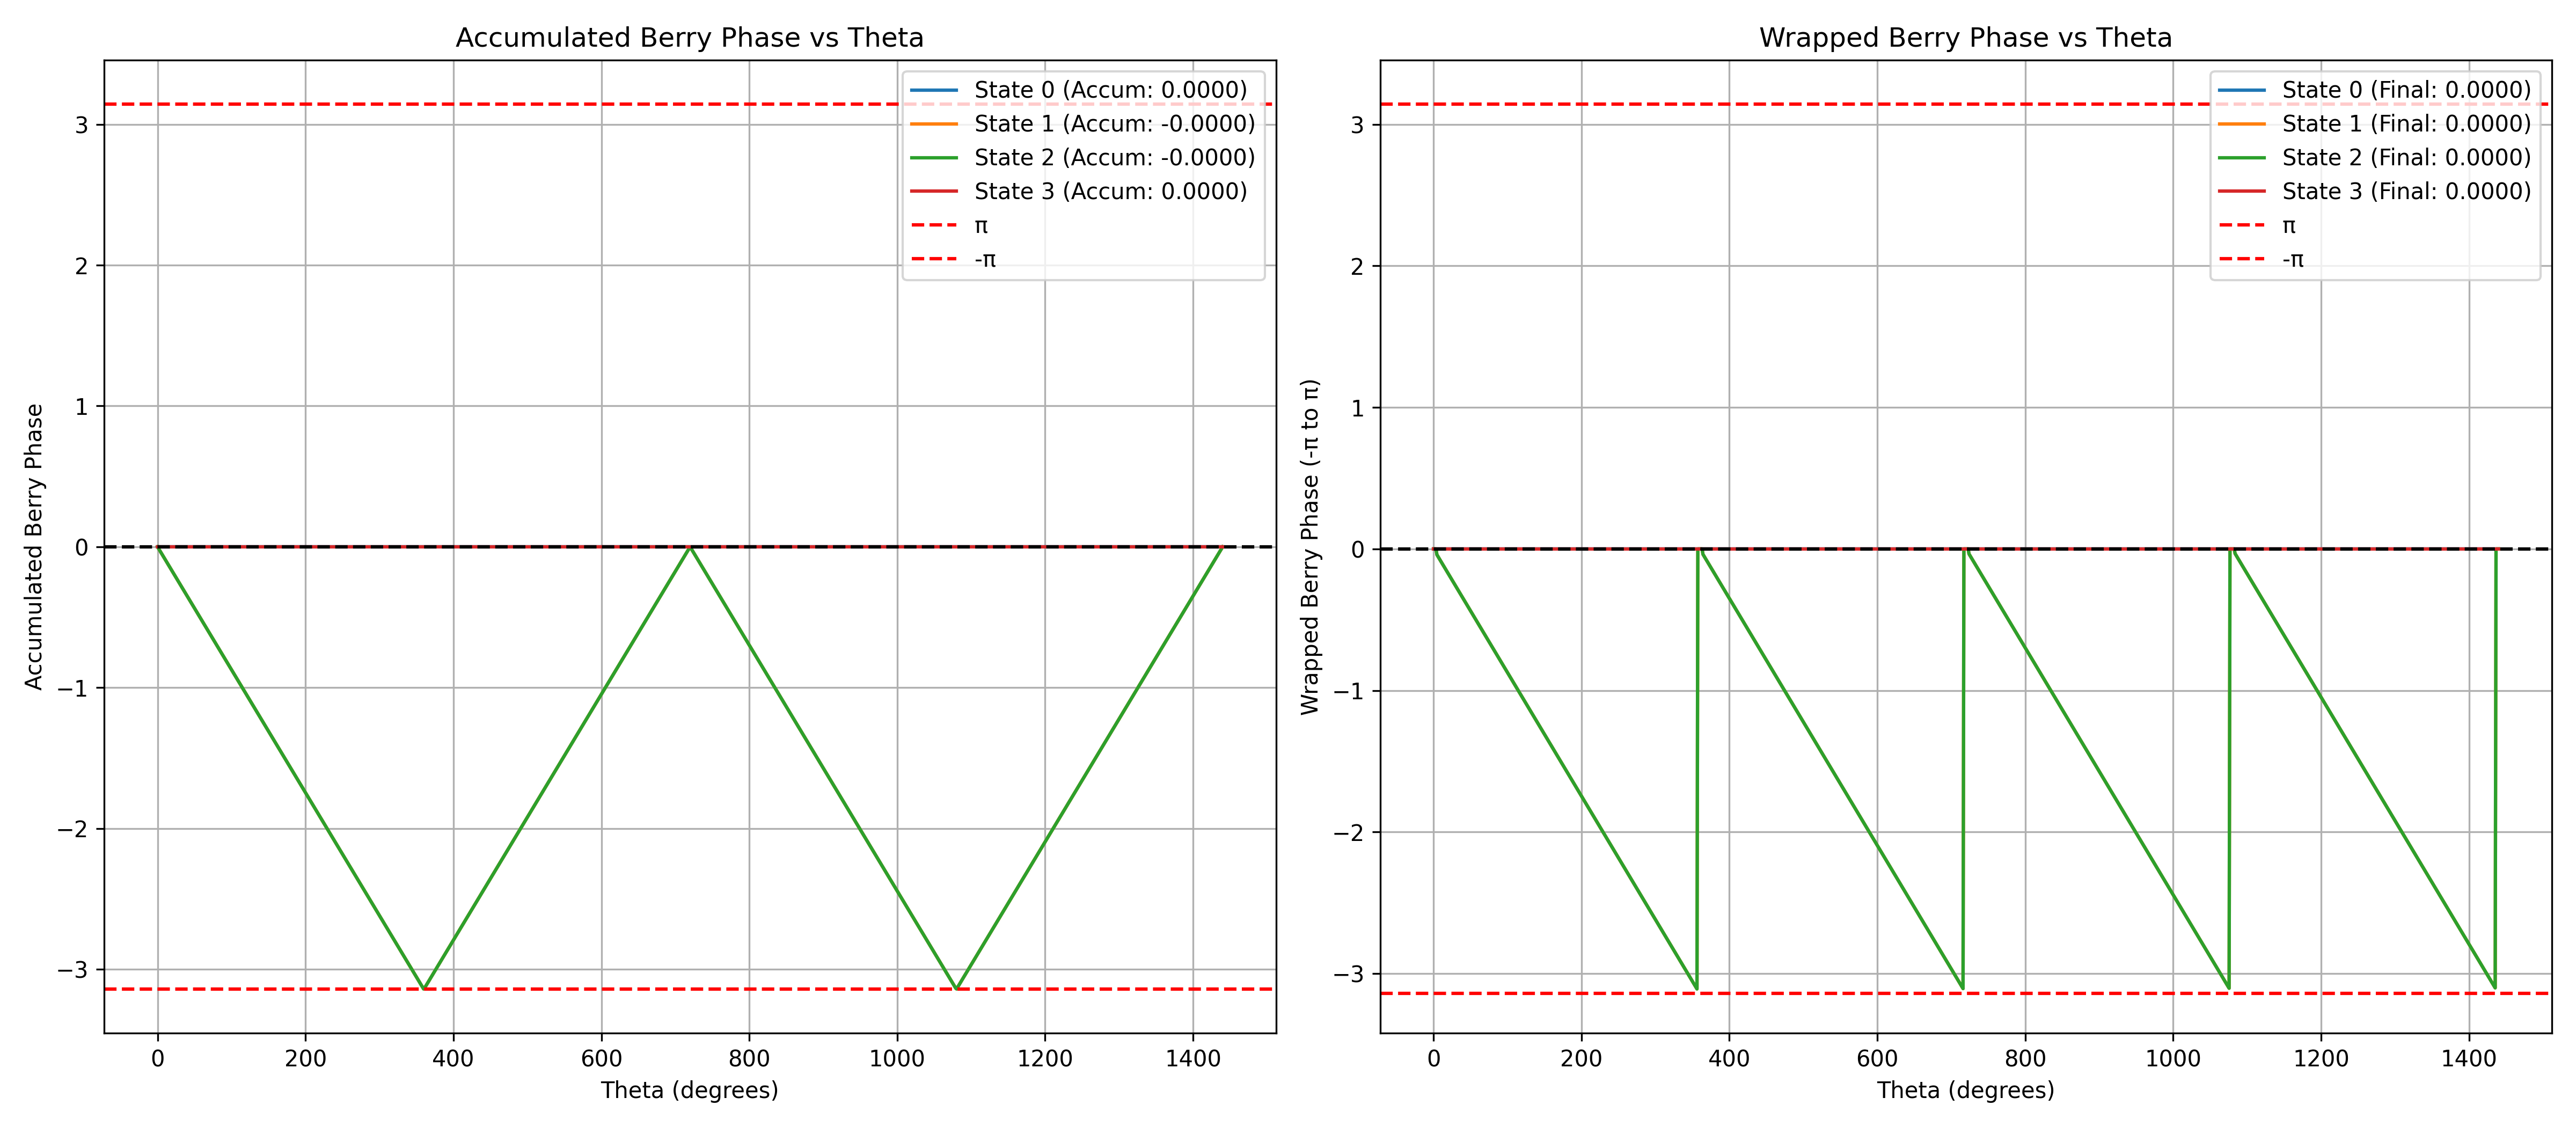 Accumulated Berry Phase vs Theta
Accumulated Berry Phase
3
2
1
0
−1
−2
−3
State 0 (Accum: 0.0000)
State 1 (Accum: -0.0000)
State 2 (Accum: -0.0000)
State 3 (Accum: 0.0000)
π
-π
0 200 400 600 800 1000 1200 1400
Theta (degrees)
Wrapped Berry Phase vs Theta
Wrapped Berry Phase (-π to π)
3
2
1
0
−1
−2
−3
State 0 (Final: 0.0000)
State 1 (Final: 0.0000)
State 2 (Final: 0.0000)
State 3 (Final: 0.0000)
π
-π
0 200 400 600 800 1000 1200 1400
Theta (degrees)